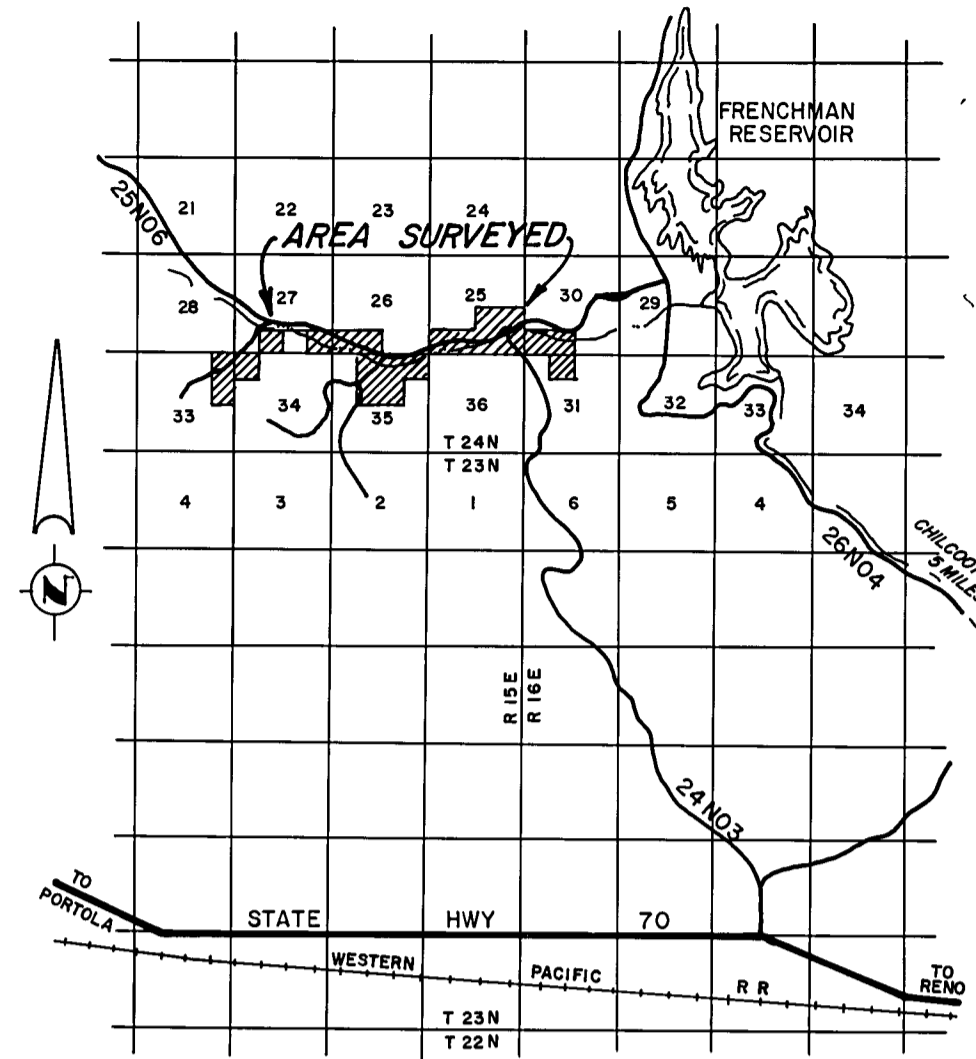 FRENCHMAN
RESERVOIR
25N06
21 22 23 24
AREA SURVEYED
28 27 26 25 30 29
33 34 35 36 31 32 33 34
T 24N
T 23N
4 3 2 1 6 5 4
CHILCOOT
5 MILES
26N04
N
R 15E
R 16E
24N03
TO
PORTOLA
STATE HWY 70
WESTERN PACIFIC R R
TO
RENO
T 23N
T 22N